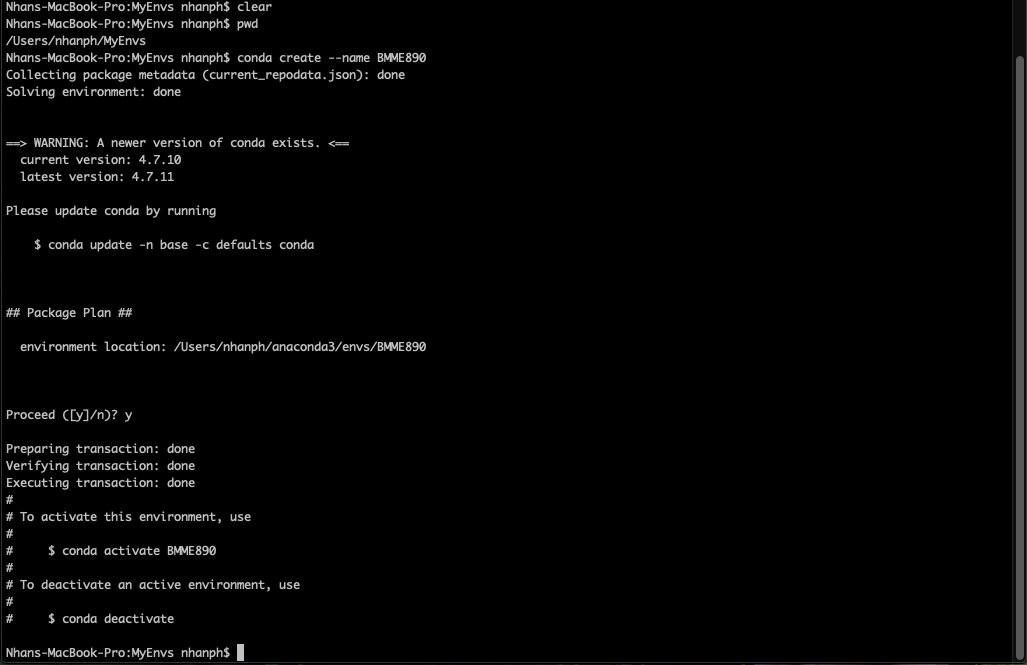 Nhans-MacBook-Pro:MyEnvs nhanph$ clear
Nhans-MacBook-Pro:MyEnvs nhanph$ pwd
/Users/nhanph/MyEnvs
Nhans-MacBook-Pro:MyEnvs nhanph$ conda create --name BMME890
Collecting package metadata (current_repodata.json): done
Solving environment: done
==> WARNING: A newer version of conda exists. <==
current version: 4.7.10
latest version: 4.7.11
Please update conda by running
$ conda update -n base -c defaults conda
## Package Plan ##
environment location: /Users/nhanph/anaconda3/envs/BMME890
Proceed ([y]/n)? y
Preparing transaction: done
Verifying transaction: done
Executing transaction: done
#
# To activate this environment, use
#
#     $ conda activate BMME890
#
# To deactivate an active environment, use
#
#     $ conda deactivate
Nhans-MacBook-Pro:MyEnvs nhanph$